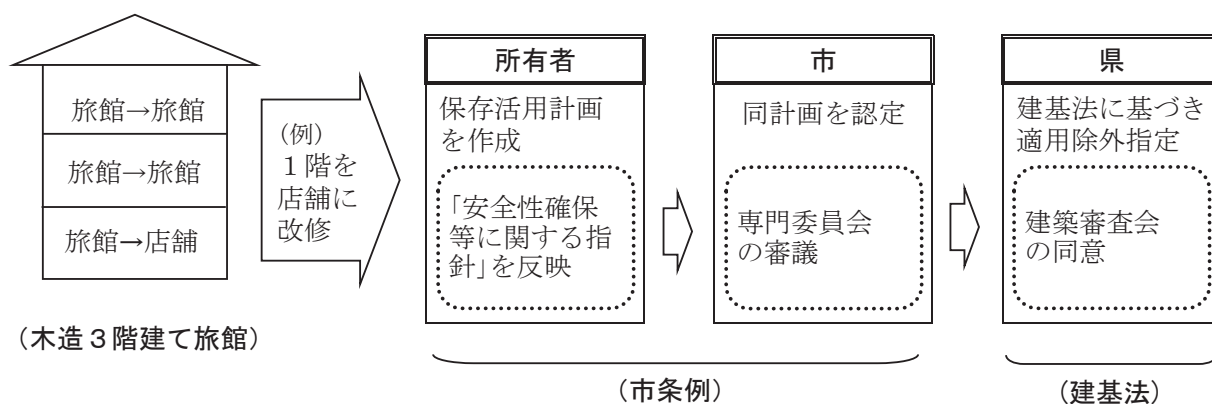 旅館→旅館
旅館→旅館
旅館→店舗
(木造3階建て旅館)
(例)
1階を
店舗に
改修
所有者
保存活用計画
を作成
「安全性確保
等に関する指
針」を反映
市
同計画を認定
専門委員会
の審議
県
建基法に基づき
適用除外指定
建築審査会
の同意
(市条例)
(建基法)